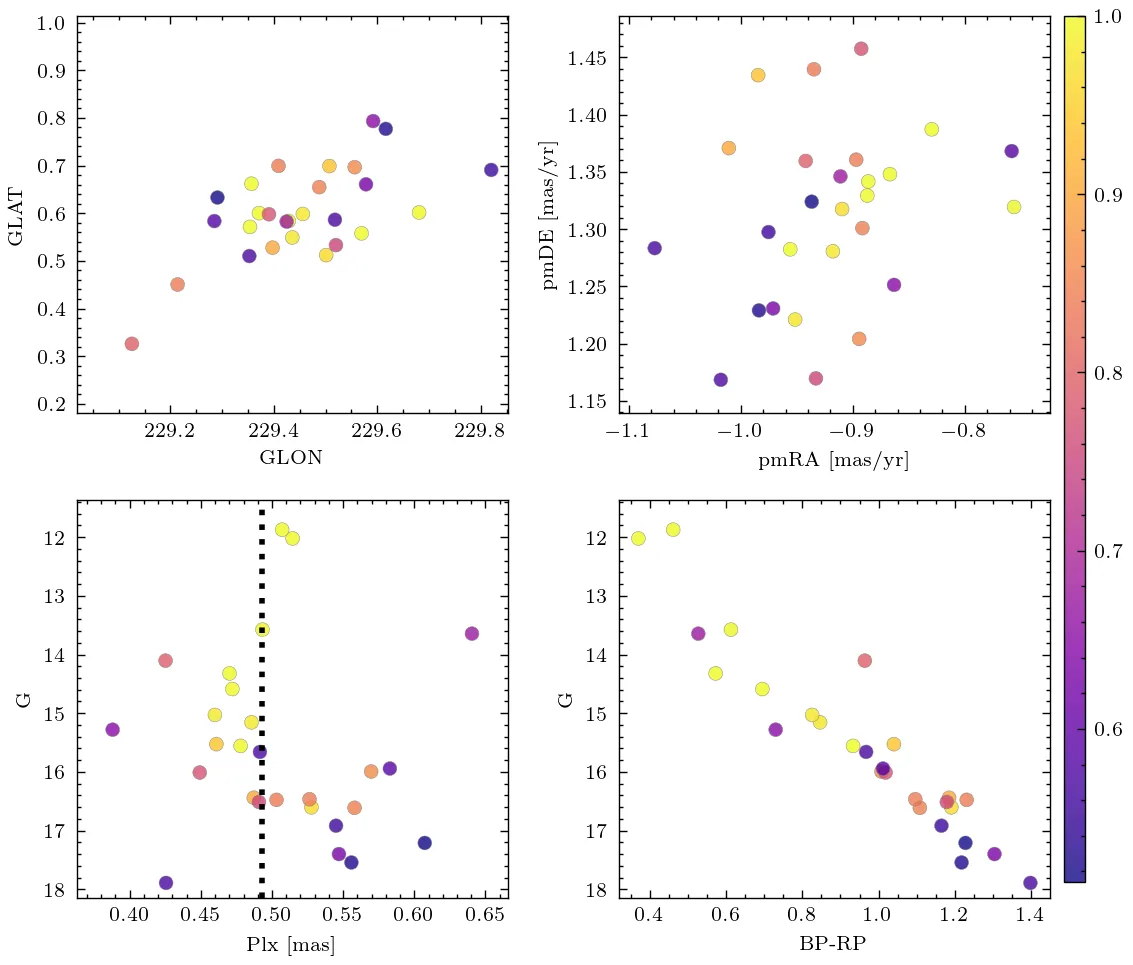 1.0
0.9
0.8
0.7
0.6
0.5
0.4
0.3
0.2
GLAT
229.2 229.4 229.6 229.8
GLON
1.45
1.40
1.35
1.30
1.25
1.20
1.15
pmDE [mas/yr]
−1.1 −1.0 −0.9 −0.8
pmRA [mas/yr]
1.0
0.9
0.8
0.7
0.6
12
13
14
15
16
17
18
G
0.40 0.45 0.50 0.55 0.60 0.65
Plx [mas]
12
13
14
15
16
17
18
G
0.4 0.6 0.8 1.0 1.2 1.4
BP-RP